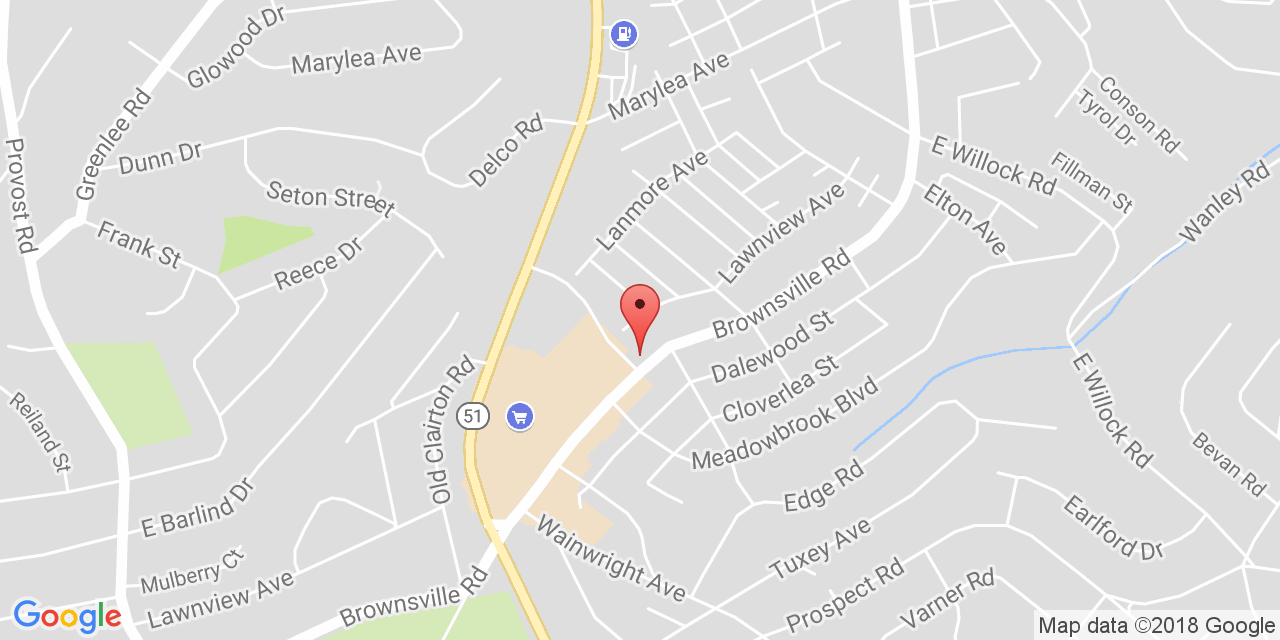 Glowood Dr
Marylea Ave
Greenlee Rd
Provost Rd
Dunn Dr
Delco Rd
Marylea Ave
Conson Rd
Tyrol Dr
E Willock Rd
Fillman St
Wanley Rd
Seton Street
Lanmore Ave
Lawnview Ave
Elton Ave
Frank St
Reece Dr
Brownsville Rd
Dalewood St
Cloverlea St
Meadowbrook Blvd
E Willock Rd
Old Clairton Rd
51
Reiland St
Edge Rd
Bevan Rd
E Barlind Dr
Wainwright Ave
Tuxey Ave
Earlford Dr
Mulberry Ct
Lawnview Ave
Brownsville Rd
Prospect Rd
Varner Rd
Google
Map data ©2018 Google